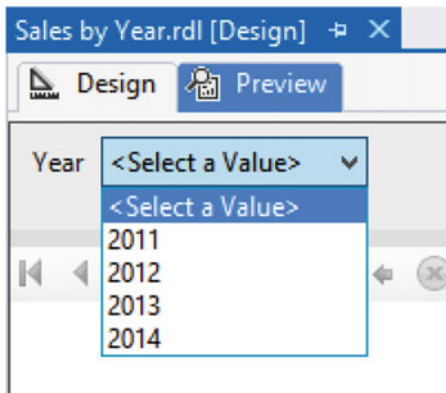 Sales by Year.rdl [Design]
Design Preview
Year <Select a Value>
<Select a Value>
2011
2012
2013
2014